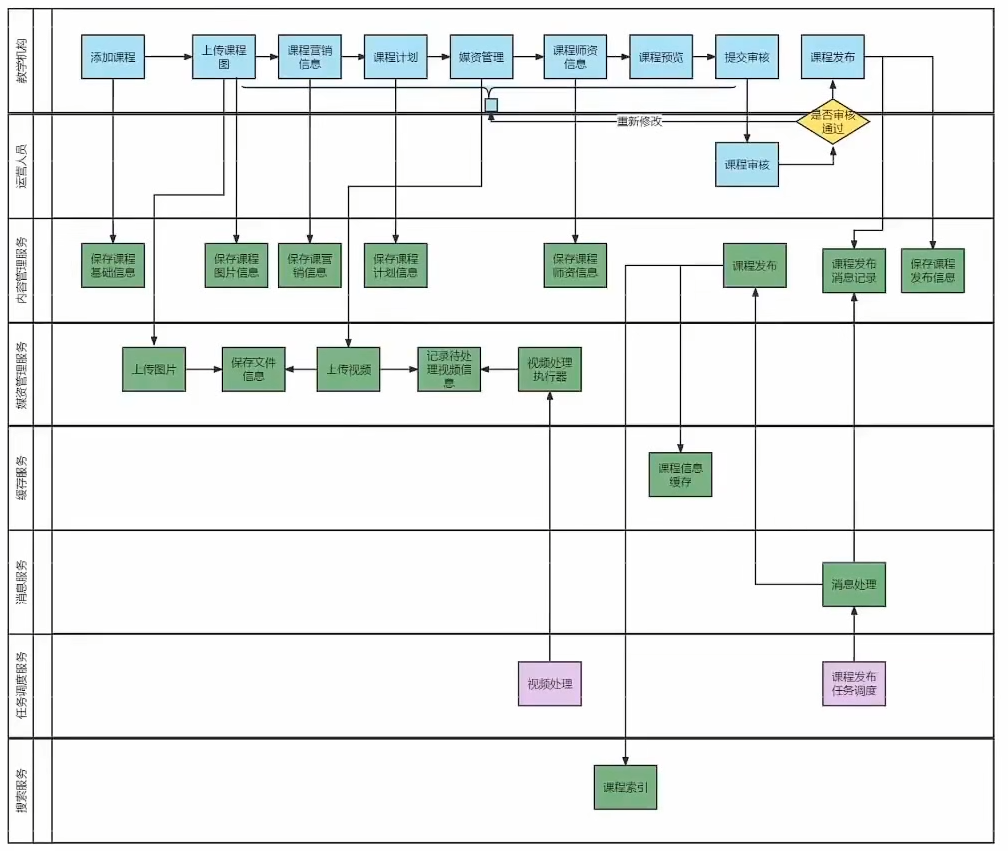 教学机构
添加课程
上传课程
图
课程营销
信息
课程计划
媒资管理
课程师资
信息
课程预览
提交审核
课程发布
运营人员
重新修改
是否审核
通过
课程审核
内容管理服务
保存课程
基础信息
保存课程
图片信息
保存课营
销信息
保存课程
计划信息
保存课程
师资信息
课程发布
课程发布
消息记录
保存课程
发布信息
媒资管理服务
上传图片
保存文件
信息
上传视频
记录待处
理视频信
息
视频处理
执行器
缓存服务
课程信息
缓存
消息服务
消息处理
任务调度服务
视频处理
课程发布
任务调度
搜索服务
课程索引